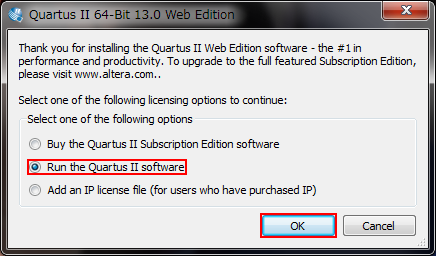 Quartus II 64-Bit 13.0 Web Edition
Thank you for installing the Quartus II Web Edition software - the #1 in
performance and productivity. To upgrade to the full featured Subscription Edition,
please visit www.altera.com..
Select one of the following licensing options to continue:
Select one of the following options
Buy the Quartus II Subscription Edition software
Run the Quartus II software
Add an IP license file (for users who have purchased IP)
OK Cancel